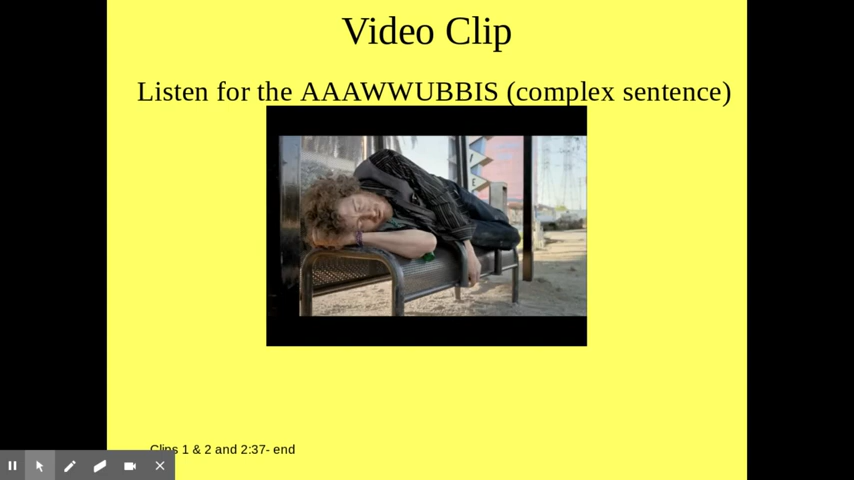 Video Clip
Listen for the AAAWWUBBIS (complex sentence)
Clips 1 & 2 and 2:37- end